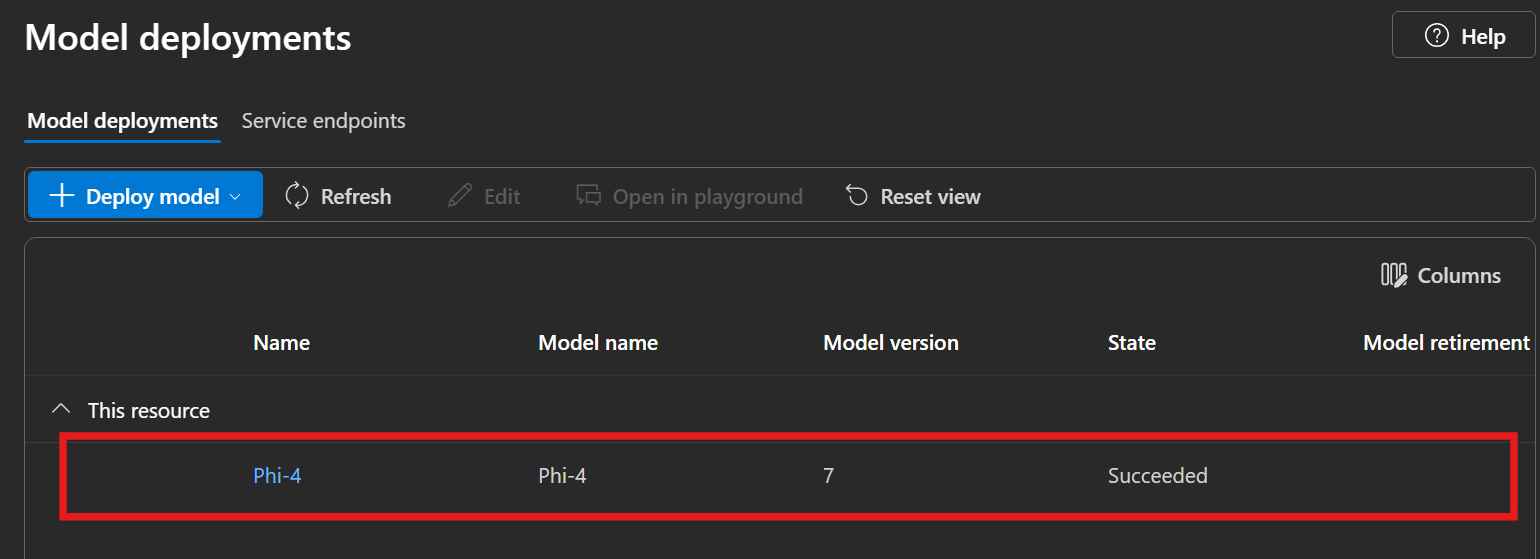 Model deployments
Help
Model deployments Service endpoints
Deploy model Refresh Edit Open in playground Reset view
Columns
Name Model name Model version State Model retirement
This resource
Phi-4 Phi-4 7 Succeeded